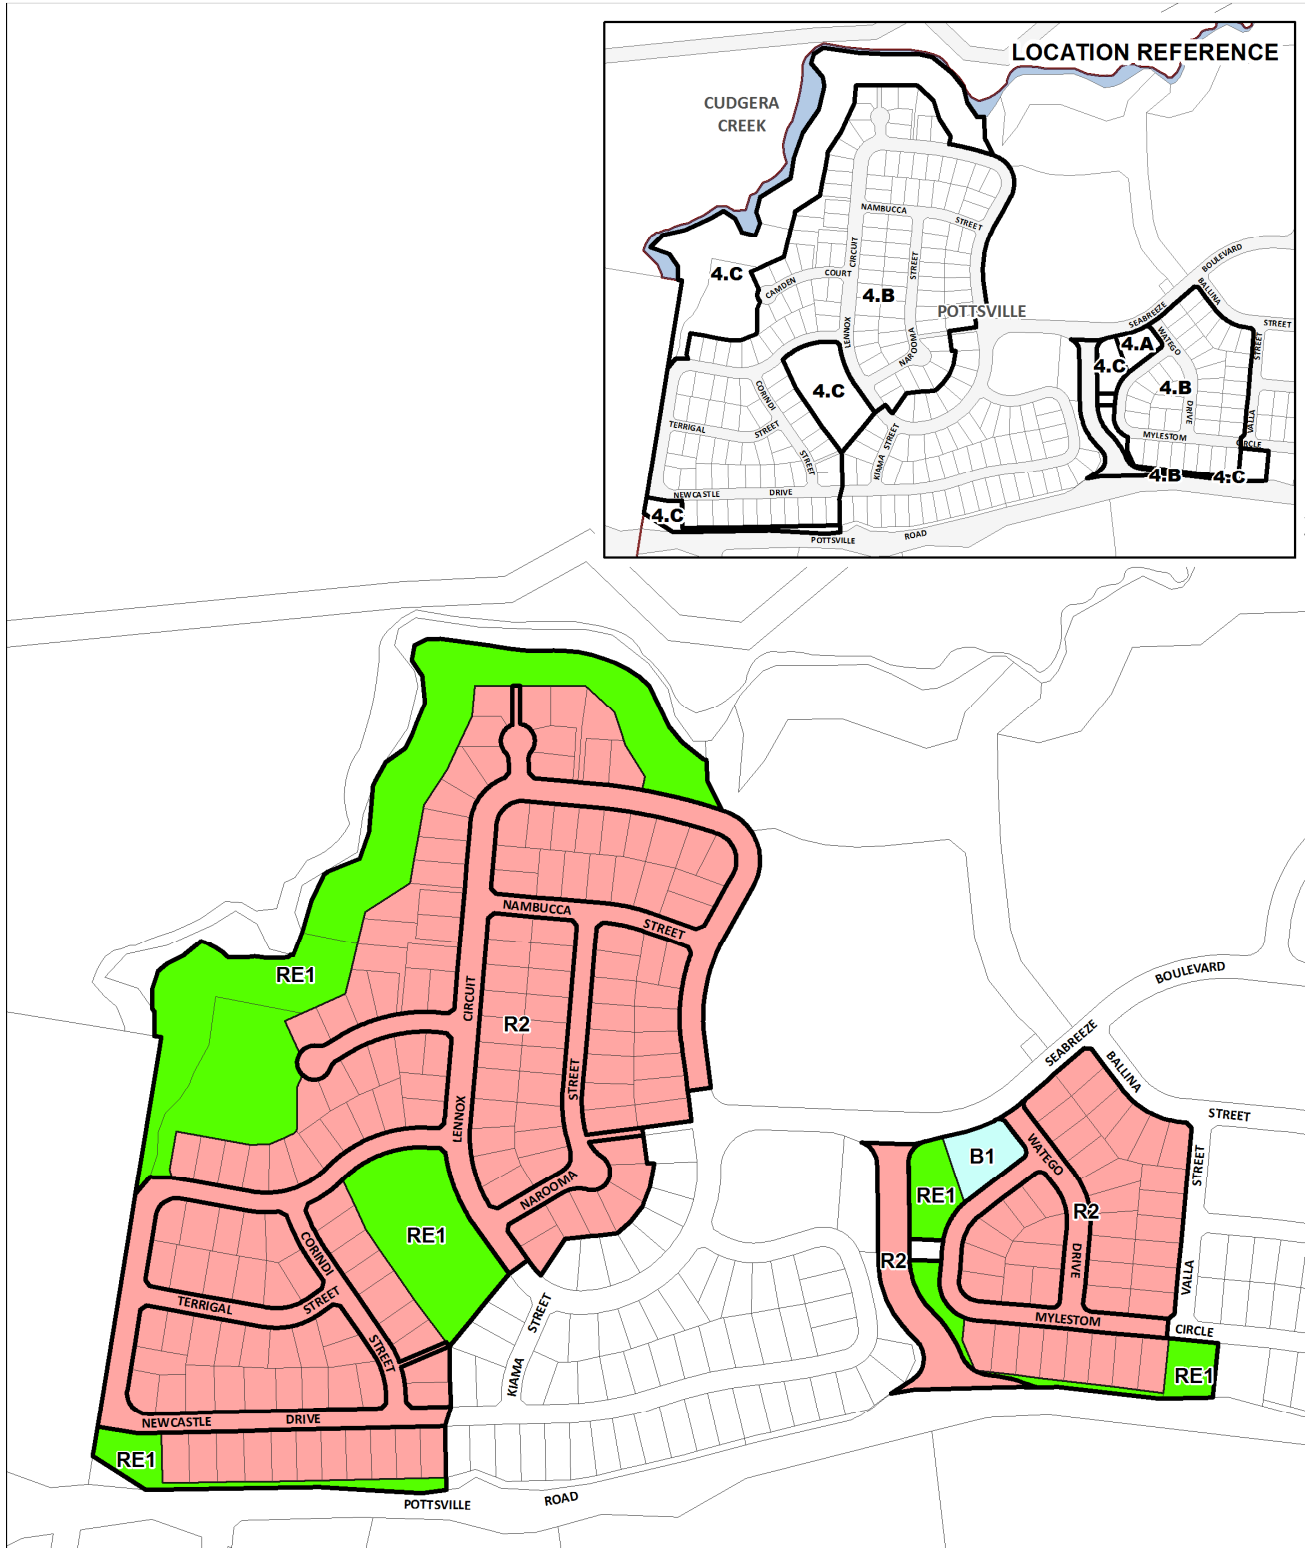 LOCATION REFERENCE
CUDGERA
CREEK
NAMBUCCA
STREET
CIRCUIT
STREET
BOULEVARD
4.C
CAMDEN
COURT
4.B
BALLINA
POTTSVILLE
SEABREEZE
STREET
LENNOX
NAROOMA
WATEGO
4.A
STREET
4.C
4.C
4.B
CORINDI
DRIVE
VALLA
TERRIGAL
STREET
KIAMA
STREET
MYLESTOM
CIRCLE
STREET
4.B
4.C
NEWCASTLE
DRIVE
4.C
POTTSVILLE
ROAD
NAMBUCCA
STREET
RE1
CIRCUIT
R2
BOULEVARD
SEABREEZE
BALLINA
STREET
STREET
LENNOX
B1
WATEGO
STREET
NAROOMA
RE1
R2
RE1
CORINDI
R2
DRIVE
VALLA
TERRIGAL
STREET
STREET
KIAMA
STREET
MYLESTOM
CIRCLE
RE1
NEWCASTLE
DRIVE
RE1
POTTSVILLE
ROAD